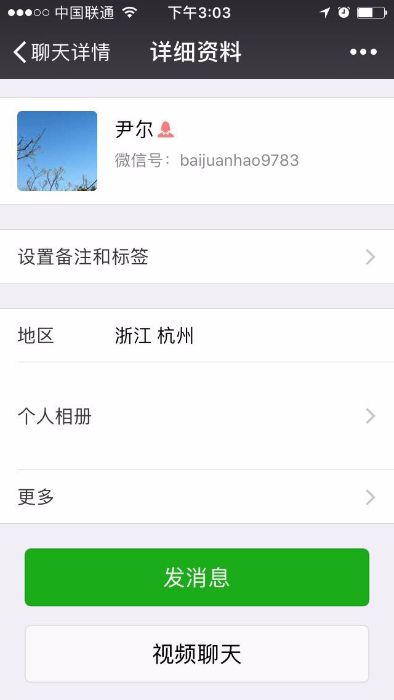 中国联通 下午3:03
聊天详情 详细资料
尹尔
微信号：baijuanhao9783
设置备注和标签
地区 浙江 杭州
个人相册
更多
发消息
视频聊天